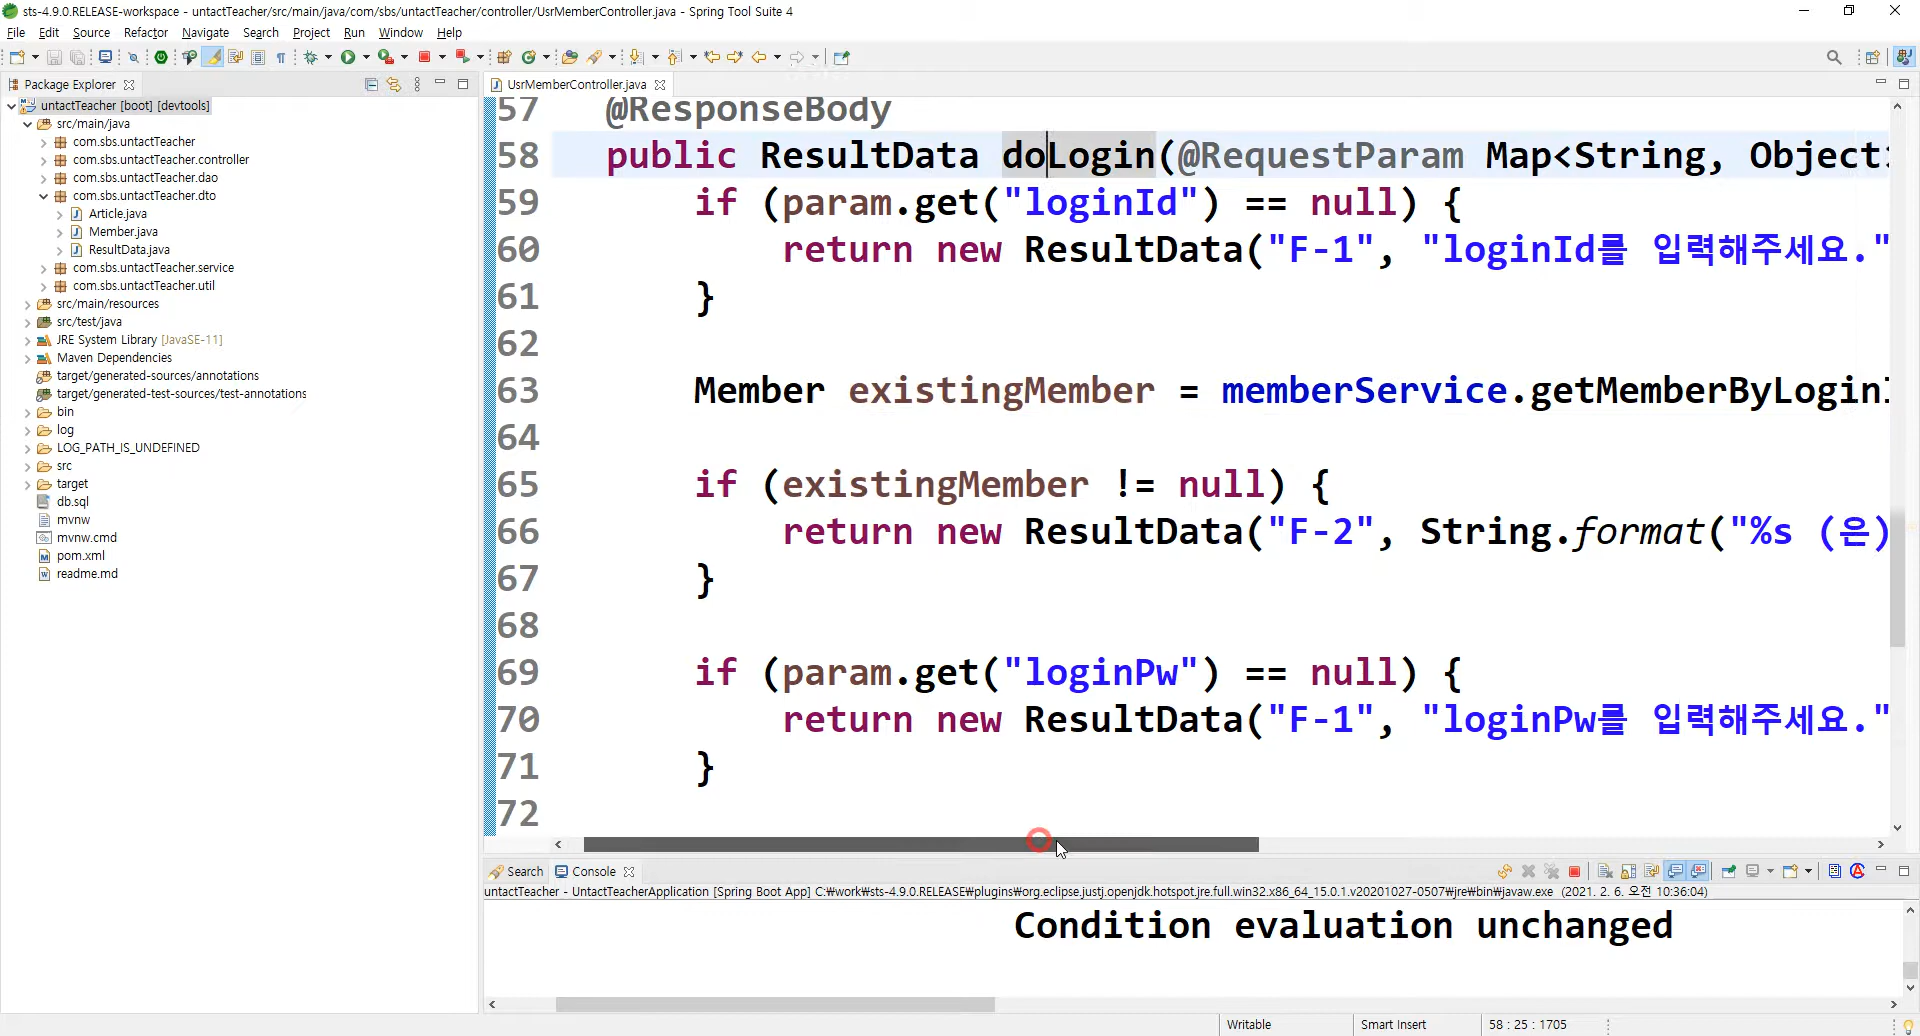 sts-4.9.0.RELEASE-workspace - untactTeacher/src/main/java/com/sbs/untactTeacher/controller/UsrMemberController.java - Spring Tool Suite 4
File Edit Source Refactor Navigate Search Project Run Window Help
Package Explorer
UsrMemberController.java
untactTeacher [boot] [devtools]
src/main/java
com.sbs.untactTeacher
com.sbs.untactTeacher.controller
com.sbs.untactTeacher.dao
com.sbs.untactTeacher.dto
Article.java
Member.java
ResultData.java
com.sbs.untactTeacher.service
com.sbs.untactTeacher.util
src/main/resources
src/test/java
JRE System Library [JavaSE-11]
Maven Dependencies
target/generated-sources/annotations
target/generated-test-sources/test-annotations
bin
log
LOG_PATH_IS_UNDEFINED
src
target
db.sql
mvnw
mvnw.cmd
pom.xml
readme.md
57 @ResponseBody
58 public ResultData doLogin(@RequestParam Map<String, Object>
59 if (param.get("loginId") == null) {
60 return new ResultData("F-1", "loginId를 입력해주세요."
61 }
62
63 Member existingMember = memberService.getMemberByLoginI
64
65 if (existingMember != null) {
66 return new ResultData("F-2", String.format("%s (은)
67 }
68
69 if (param.get("loginPw") == null) {
70 return new ResultData("F-1", "loginPw를 입력해주세요."
71 }
72
Search Console
untactTeacher - UntactTeacherApplication [Spring Boot App] C:₩work₩sts-4.9.0.RELEASE₩plugins₩org.eclipse.justj.openjdk.hotspot.jre.full.win32.x86_64_15.0.1.v20201027-0507₩jre₩bin₩javaw.exe (2021. 2. 6. 오전 10:36:04)
Condition evaluation unchanged
Writable Smart Insert 58 : 25 : 1705